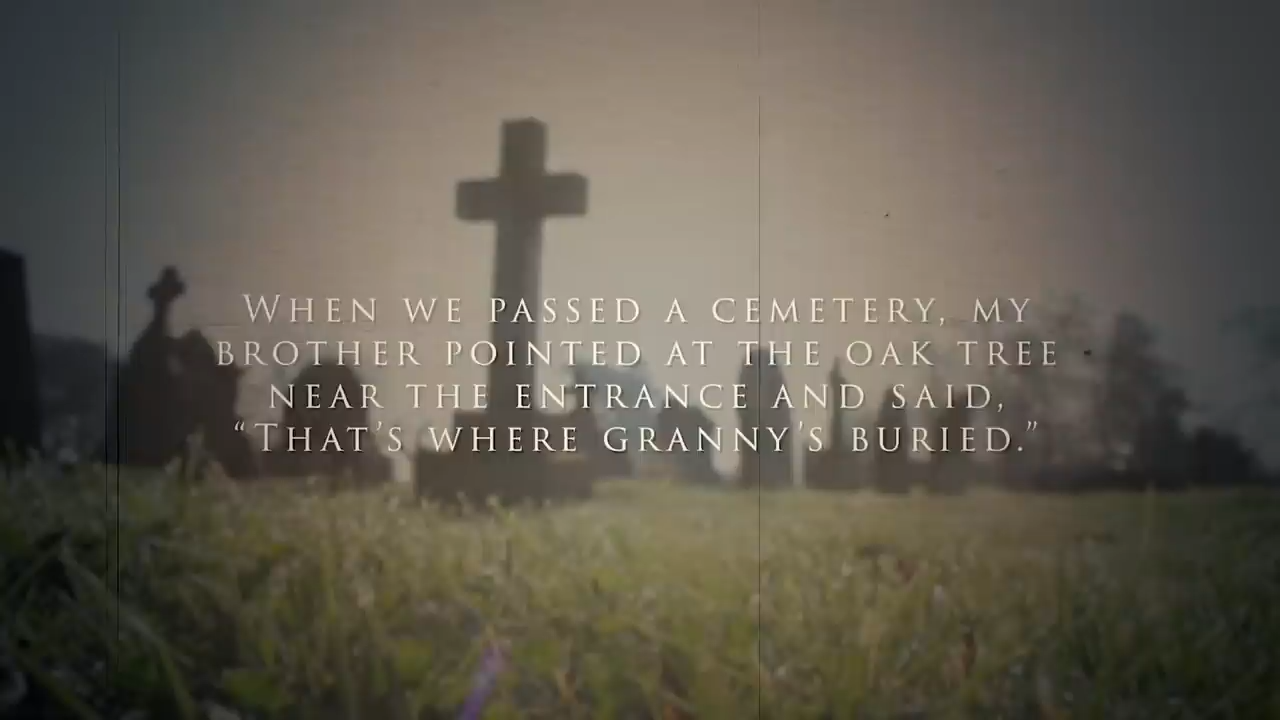 When we passed a cemetery, my
brother pointed at the oak tree
near the entrance and said,
“That’s where granny’s buried.”